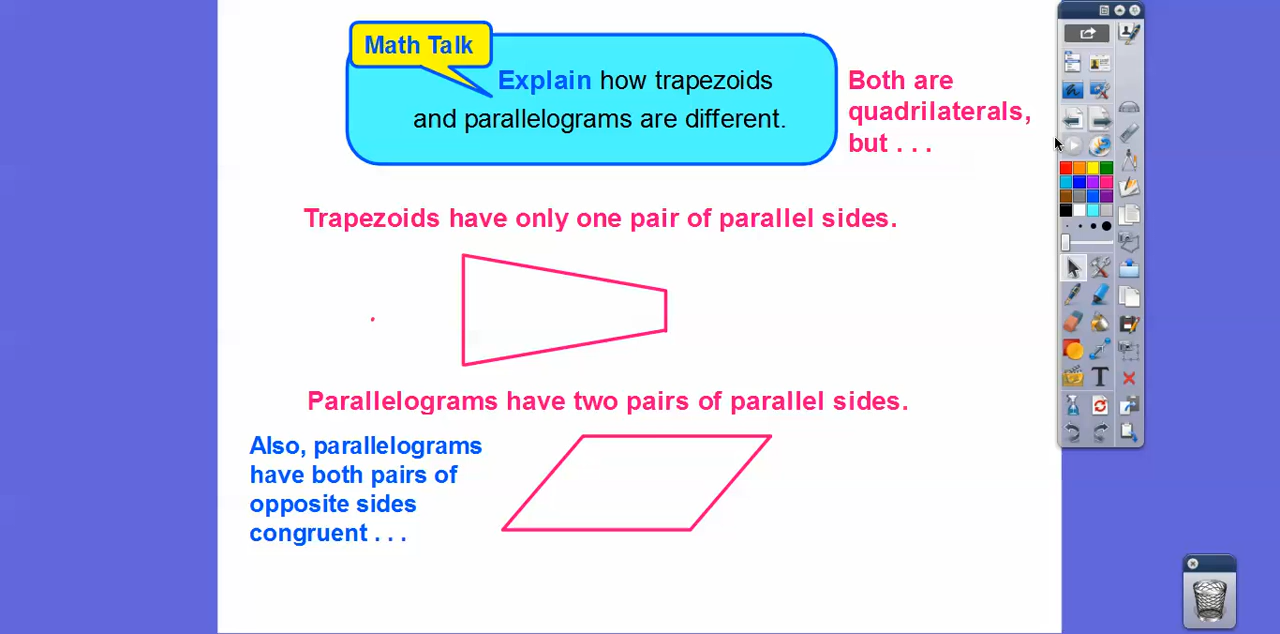 Math Talk
Explain how trapezoids
and parallelograms are different.
Both are
quadrilaterals,
but . . .
Trapezoids have only one pair of parallel sides.
Parallelograms have two pairs of parallel sides.
Also, parallelograms
have both pairs of
opposite sides
congruent . . .